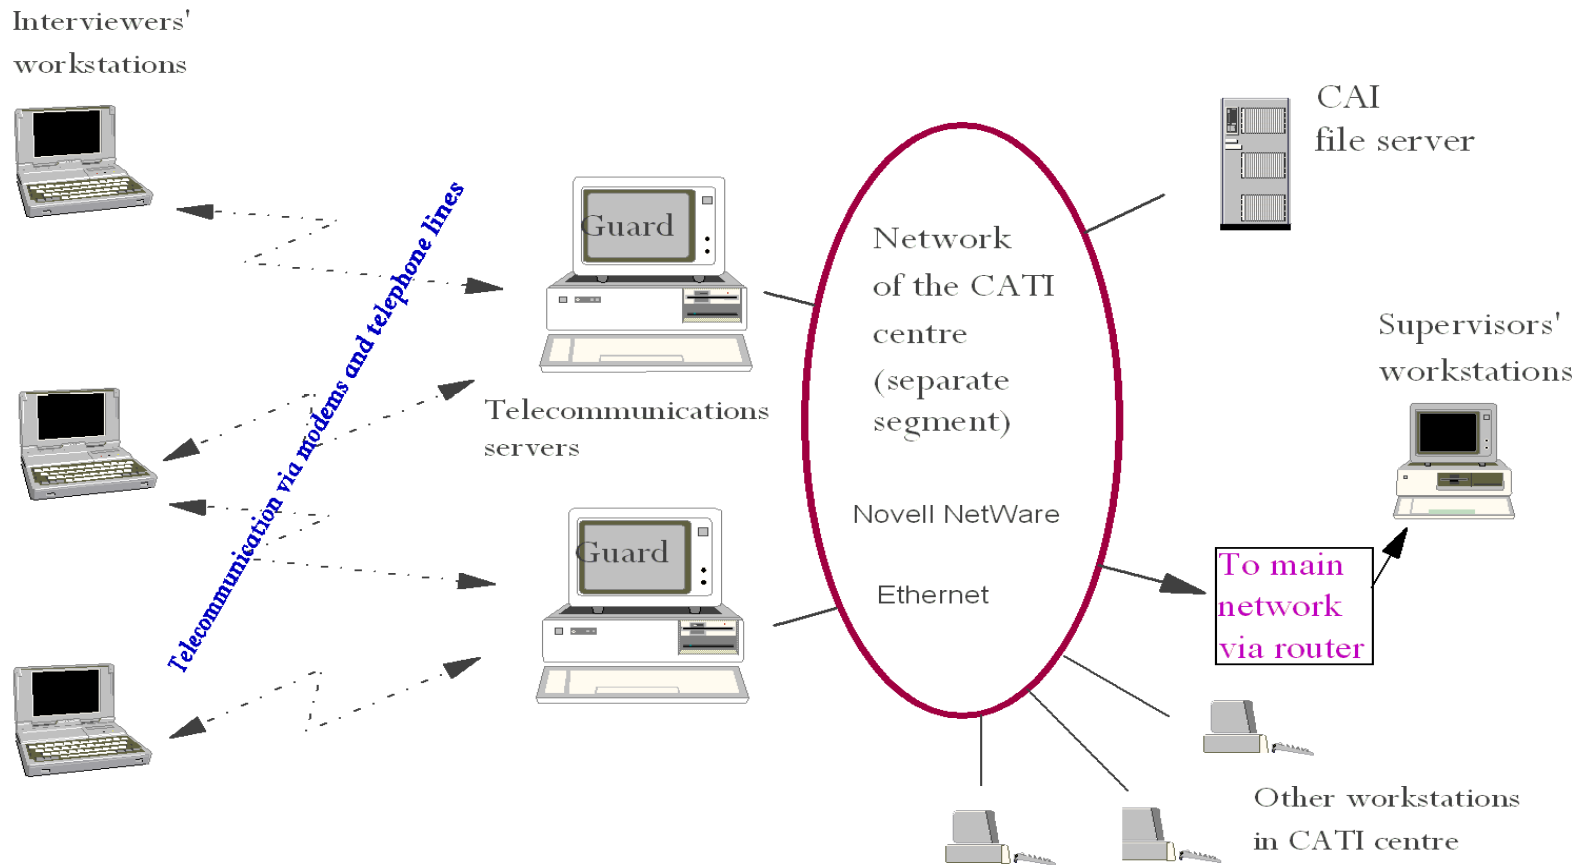 Interviewers'
workstations
Telecommunication via modems and telephone lines
Guard
Telecommunications
servers
Guard
Network
of the CATI
centre
(separate
segment)
Novell NetWare
Ethernet
CAI
file server
Supervisors'
workstations
To main
network
via router
Other workstations
in CATI centre